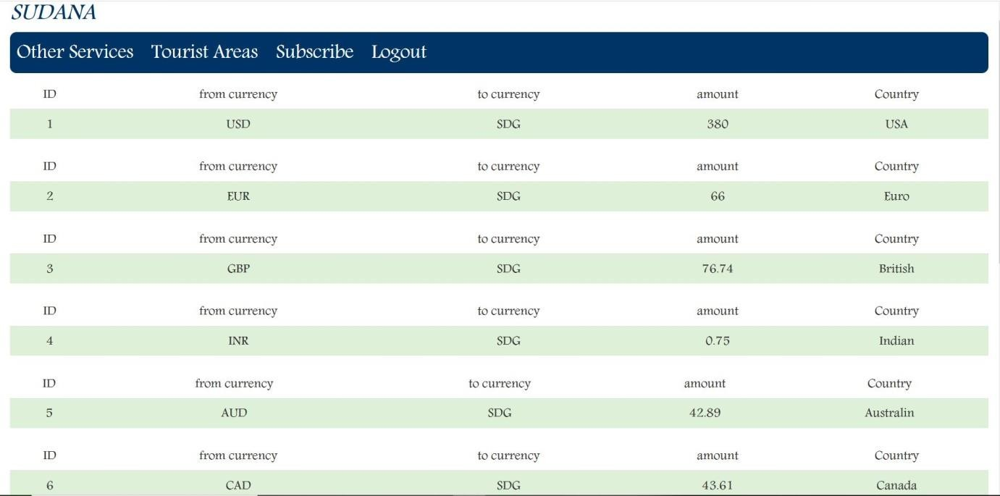 SUDANA
Other Services Tourist Areas Subscribe Logout
ID from currency to currency amount Country
1 USD SDG 380 USA
ID from currency to currency amount Country
2 EUR SDG 66 Euro
ID from currency to currency amount Country
3 GBP SDG 76.74 British
ID from currency to currency amount Country
4 INR SDG 0.75 Indian
ID from currency to currency amount Country
5 AUD SDG 42.89 Australin
ID from currency to currency amount Country
6 CAD SDG 43.61 Canada